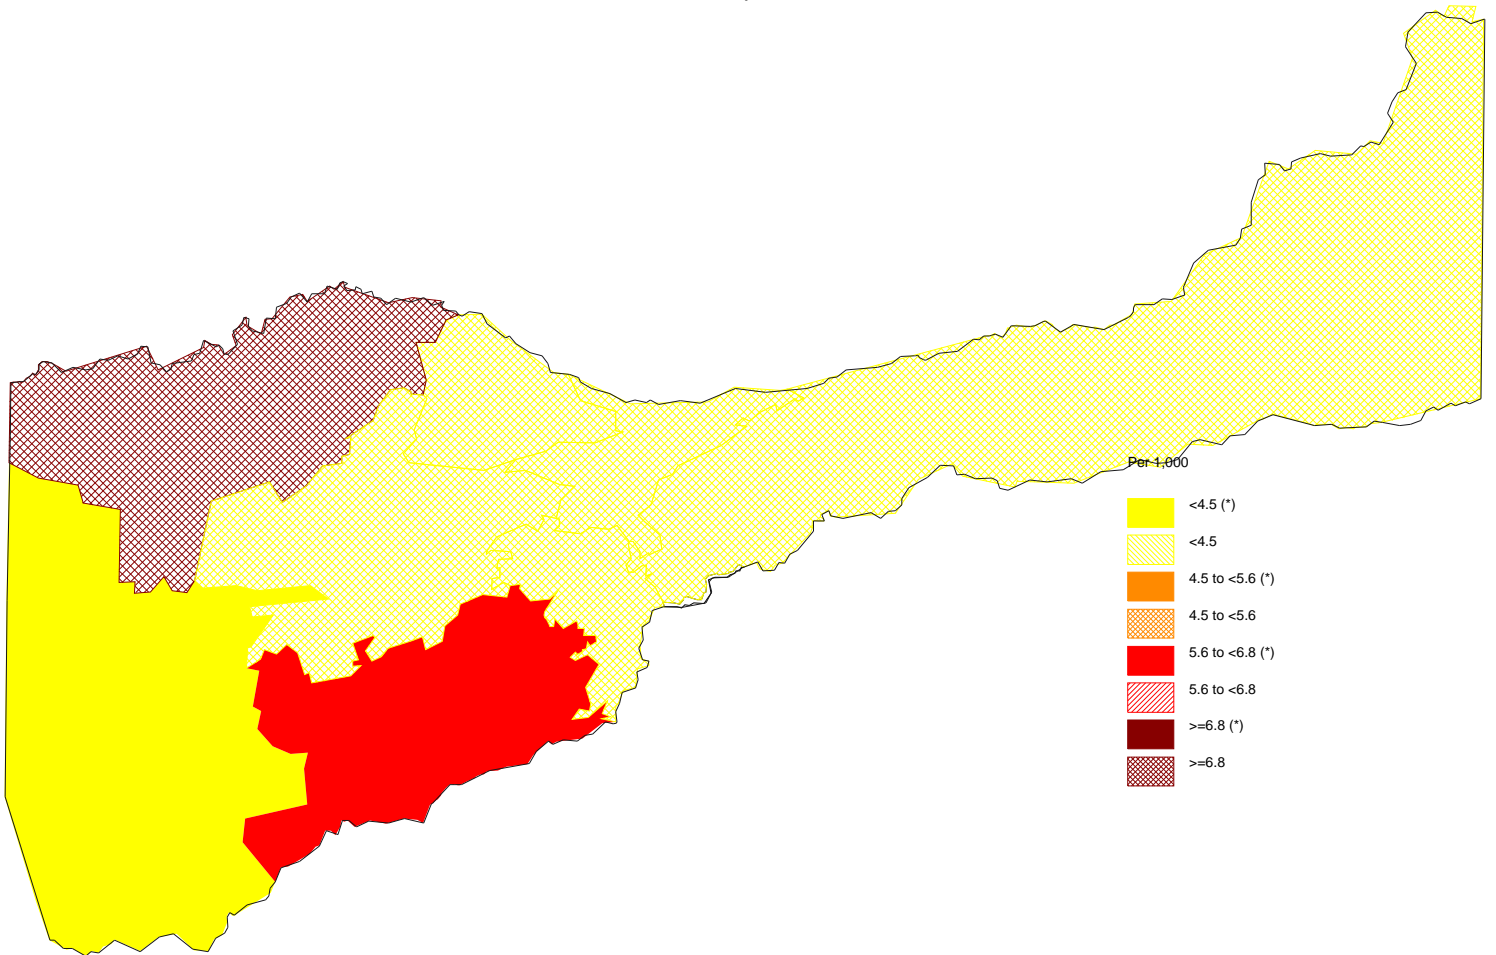 Per 1,000
<4.5 (*)
<4.5
4.5 to <5.6 (*)
4.5 to <5.6
5.6 to <6.8 (*)
5.6 to <6.8
>=6.8 (*)
>=6.8